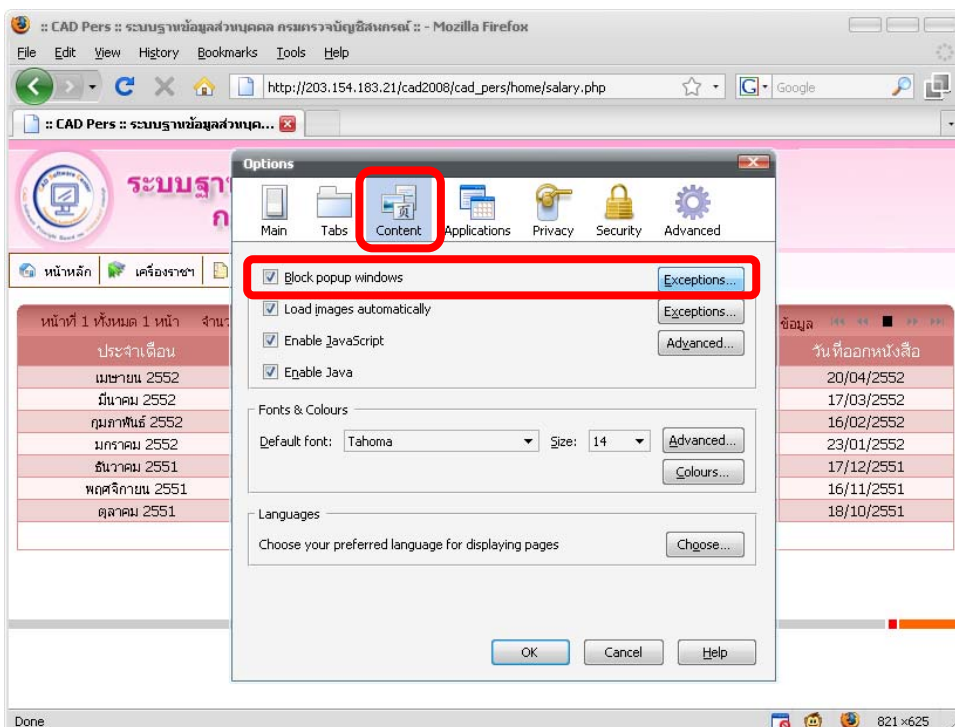 :: CAD Pers :: ระบบฐานข้อมูลส่วนบุคคล กรมตรวจบัญชีสหกรณ์ :: - Mozilla Firefox
File Edit View History Bookmarks Tools Help
http://203.154.183.21/cad2008/cad_pers/home/salary.php
Google
:: CAD Pers :: ระบบฐานข้อมูลส่วนบุค...
ระบบฐา
ก
Options
Main Tabs Content Applications Privacy Security Advanced
หน้าหลัก เครื่องราชฯ
Block popup windows Exceptions...
Load images automatically Exceptions...
Enable JavaScript Advanced...
Enable Java
หน้าที่ 1 ทั้งหมด 1 หน้า จำนว ข้อมูล
ประจำเดือน วันที่ออกหนังสือ
เมษายน 2552 20/04/2552
มีนาคม 2552 17/03/2552
กุมภาพันธ์ 2552 16/02/2552
มกราคม 2552 23/01/2552
ธันวาคม 2551 17/12/2551
พฤศจิกายน 2551 16/11/2551
ตุลาคม 2551 18/10/2551
Fonts & Colours
Default font: Tahoma Size: 14 Advanced...
Colours...
Languages
Choose your preferred language for displaying pages Choose...
OK Cancel Help
Done 821×625